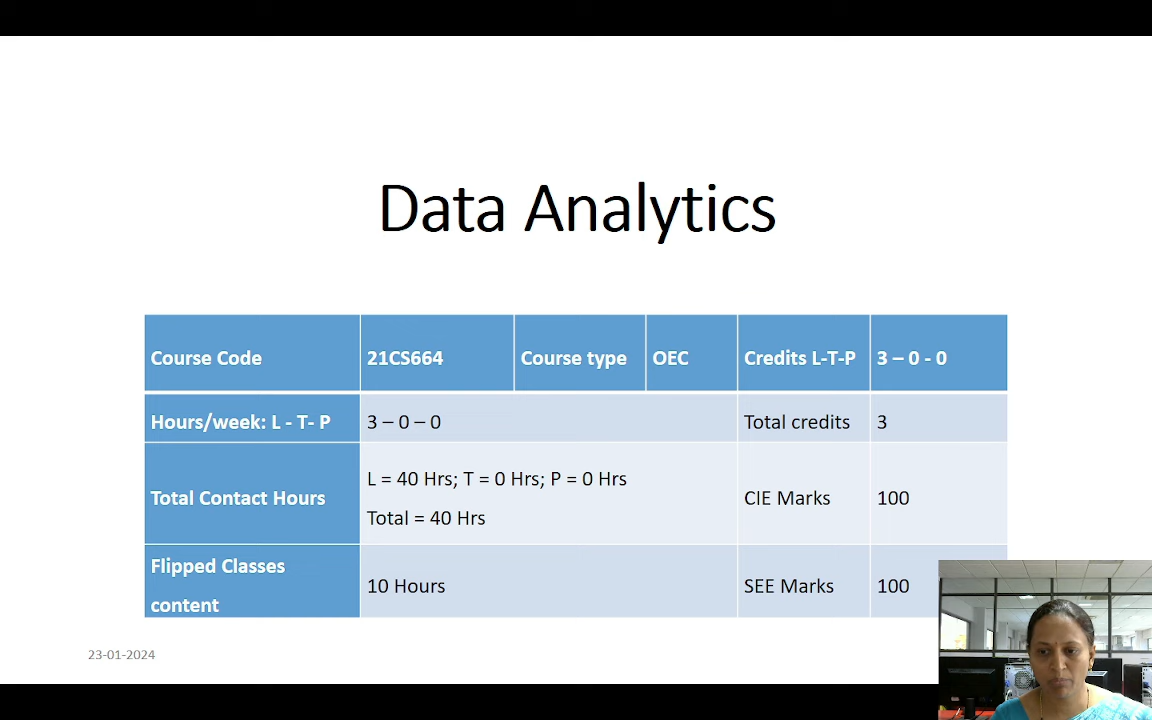 Data Analytics
Course Code 21CS664 Course type OEC Credits L-T-P 3 – 0 - 0
Hours/week: L - T- P 3 – 0 – 0 Total credits 3
Total Contact Hours L = 40 Hrs; T = 0 Hrs; P = 0 Hrs
Total = 40 Hrs CIE Marks 100
Flipped Classes
content 10 Hours SEE Marks 100
23-01-2024